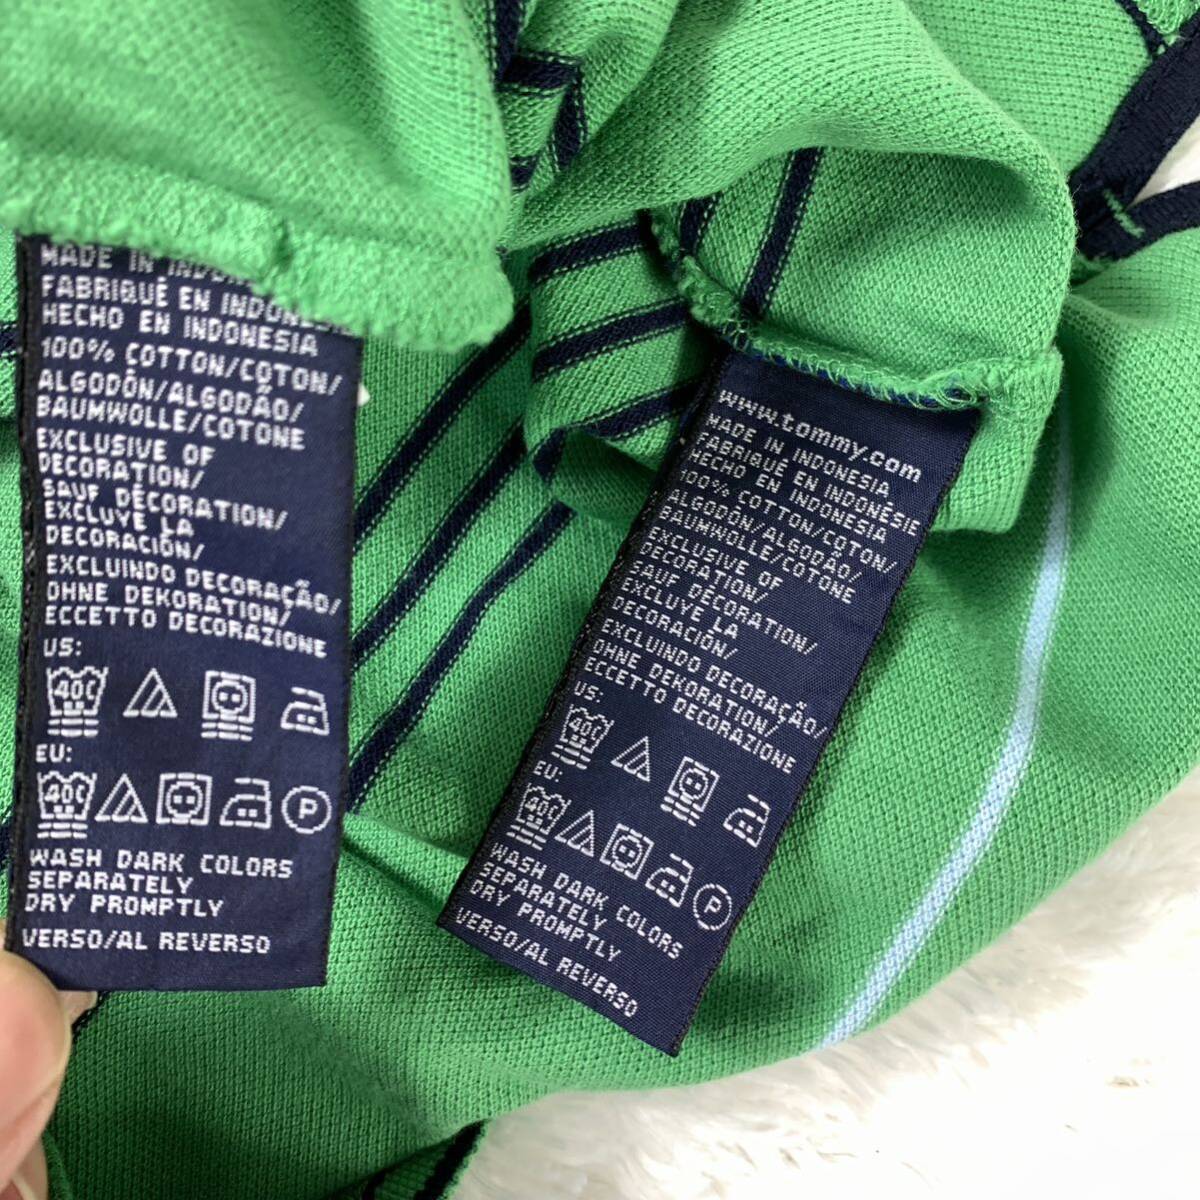 MADE IN
FABRIQUÉ EN INDONÉSIE
HECHO EN INDONESIA
100% COTTON/COTON/
ALGODÓN/ALGODÃO/
BAUMWOLLE/COTONE
EXCLUSIVE OF
DECORATION/
SAUF DÉCORATION/
EXCLUYE LA
DECORACIÓN/
EXCLUINDO DECORAÇÃO/
OHNE DEKORATION/
ECCETTO DECORAZIONE
US:
40C
EU:
40C P
WASH DARK COLORS
SEPARATELY
DRY PROMPTLY
VERSO/AL REVERSO
www.tommy.com
MADE IN INDONESIA
FABRIQUÉ EN INDONÉSIE
HECHO EN INDONESIA
100% COTTON/COTON/
ALGODÓN/ALGODÃO/
BAUMWOLLE/COTONE
EXCLUSIVE OF
DECORATION/
SAUF DÉCORATION/
EXCLUYE LA
DECORACIÓN/
EXCLUINDO DECORAÇÃO/
OHNE DEKORATION/
ECCETTO DECORAZIONE
US:
40C
EU:
40C P
WASH DARK COLORS
SEPARATELY
DRY PROMPTLY
VERSO/AL REVERSO